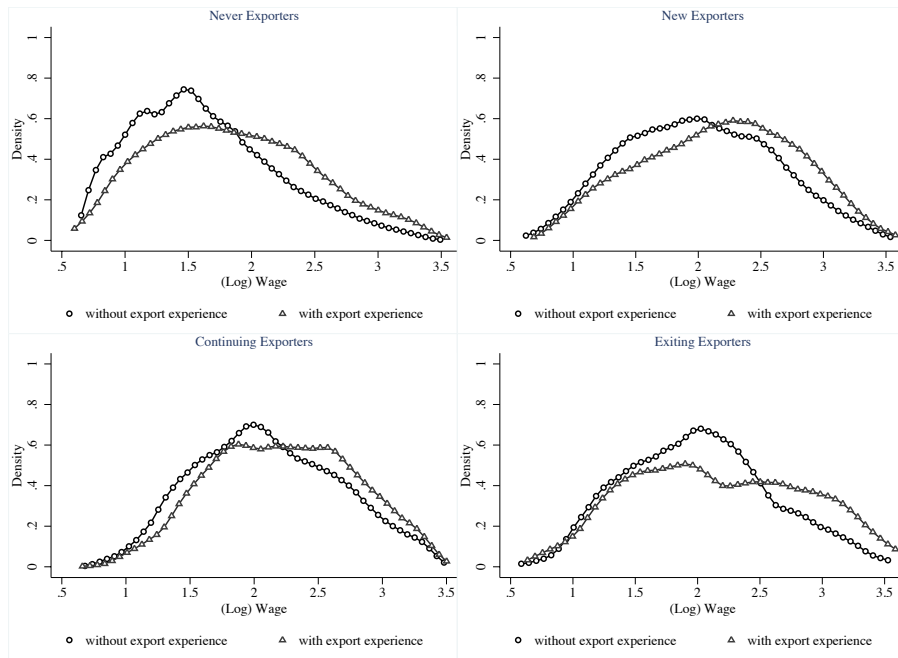 Never Exporters
Density
0 .2 .4 .6 .8 1
.5 1 1.5 2 2.5 3 3.5
(Log) Wage
without export experience with export experience
New Exporters
Density
0 .2 .4 .6 .8 1
.5 1 1.5 2 2.5 3 3.5
(Log) Wage
without export experience with export experience
Continuing Exporters
Density
0 .2 .4 .6 .8 1
.5 1 1.5 2 2.5 3 3.5
(Log) Wage
without export experience with export experience
Exiting Exporters
Density
0 .2 .4 .6 .8 1
.5 1 1.5 2 2.5 3 3.5
(Log) Wage
without export experience with export experience